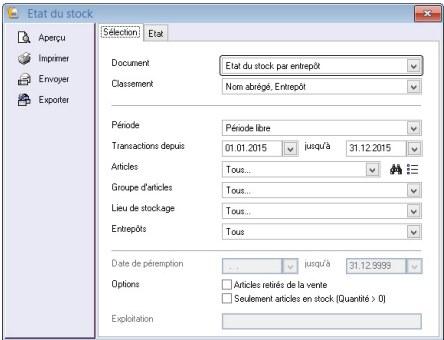 Etat du stock
Aperçu
Imprimer
Envoyer
Exporter
Sélection Etat
Document Etat du stock par entrepôt
Classement Nom abrégé, Entrepôt
Période Période libre
Transactions depuis 01.01.2015 jusqu'à 31.12.2015
Articles Tous...
Groupe d'articles Tous...
Lieu de stockage Tous...
Entrepôts Tous
Date de péremption . . jusqu'à 31.12.9999
Options Articles retirés de la vente
Seulement articles en stock (Quantité > 0)
Exploitation